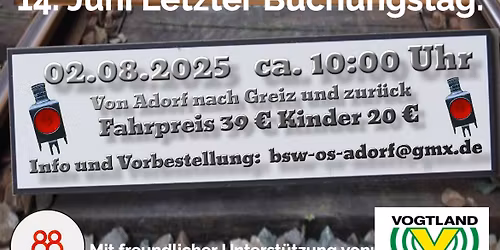 14. Juni Letzter Buchungstag.
02.08.2025 ca. 10:00 Uhr
Von Adorf nach Greiz und zurück
Fahrpreis 39 € Kinder 20 €
Info und Vorbestellung: bsw-os-adorf@gmx.de
88
Mit freundlicher Unterstützung von:
VOGTLAND